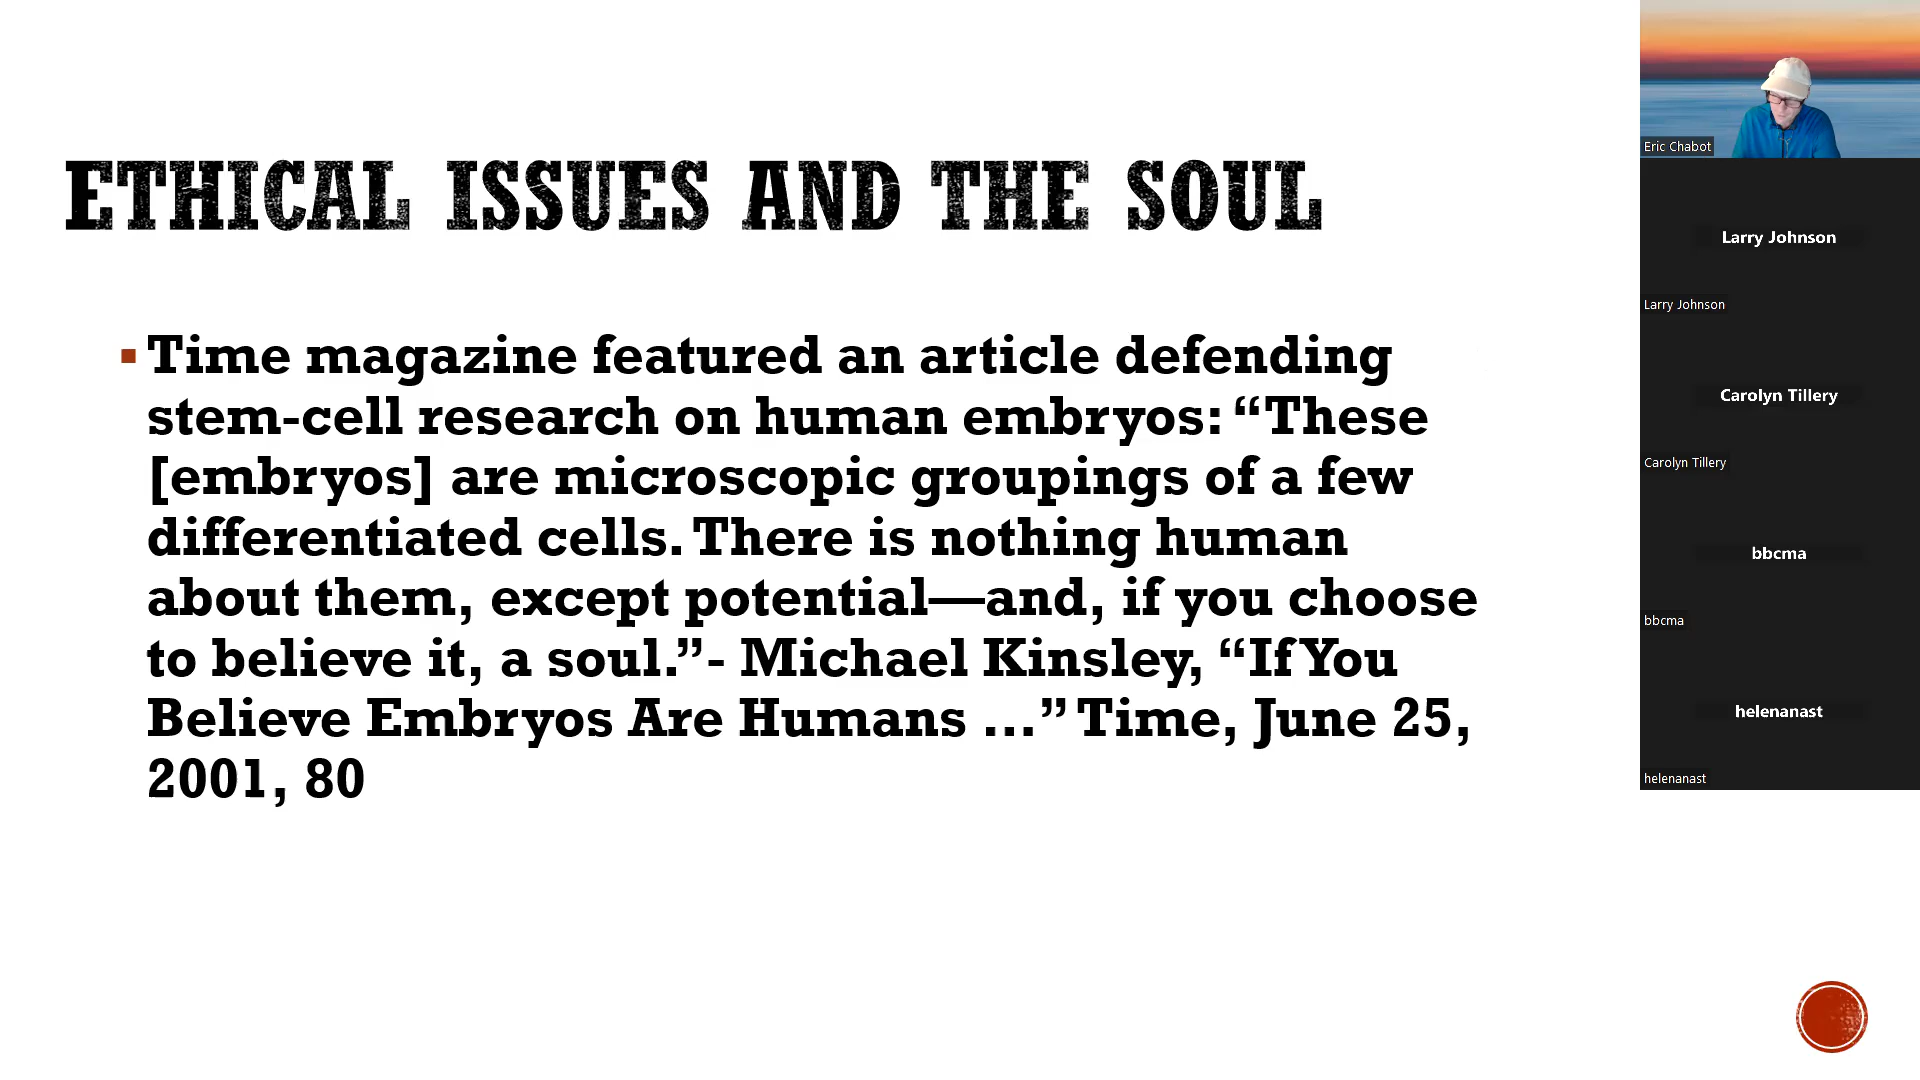 ETHICAL ISSUES AND THE SOUL
Time magazine featured an article defending
stem-cell research on human embryos: “These
[embryos] are microscopic groupings of a few
differentiated cells. There is nothing human
about them, except potential—and, if you choose
to believe it, a soul.”- Michael Kinsley, “If You
Believe Embryos Are Humans ...” Time, June 25,
2001, 80
Eric Chabot
Larry Johnson
Larry Johnson
Carolyn Tillery
Carolyn Tillery
bbcma
bbcma
helenanast
helenanast